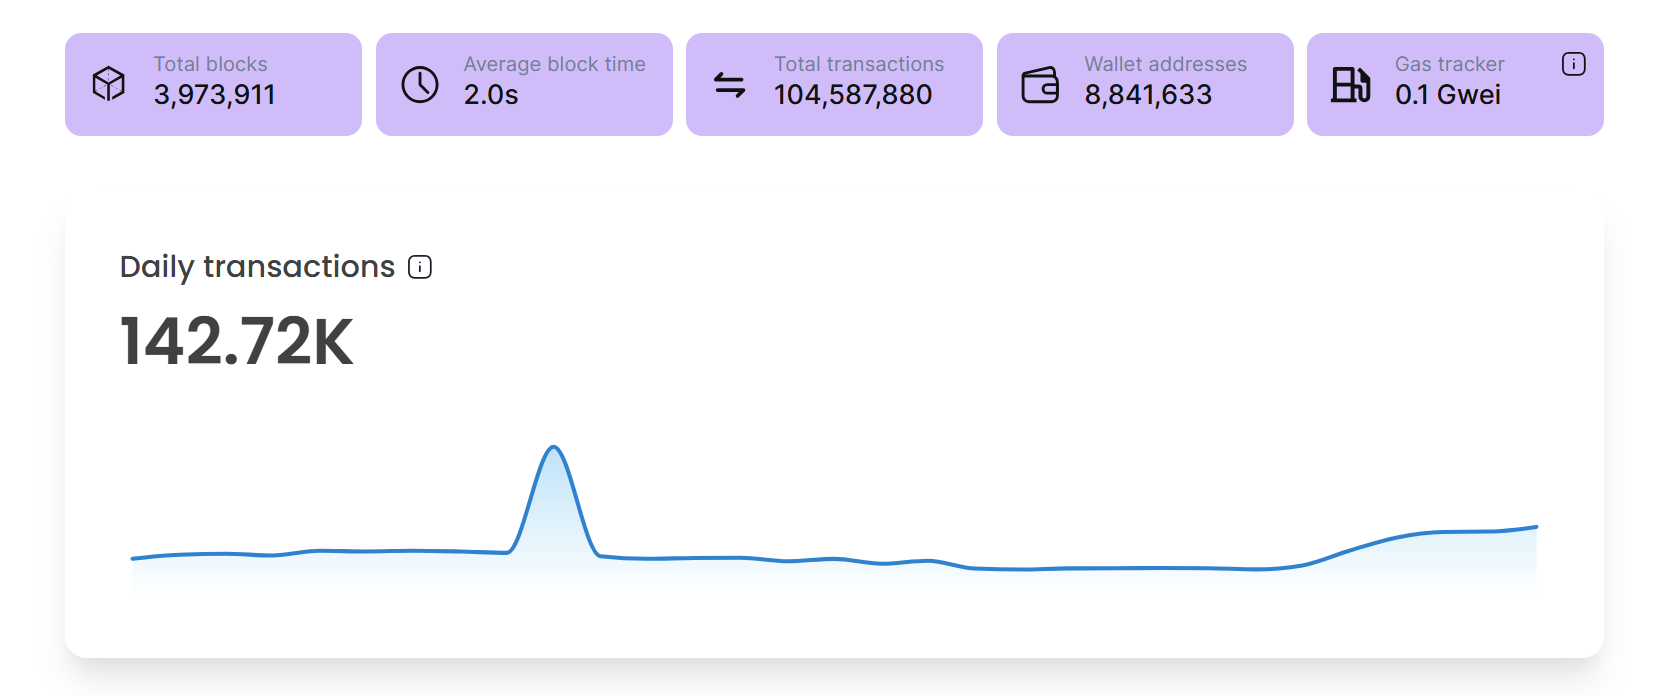 Total blocks
3,973,911
Average block time
2.0s
Total transactions
104,587,880
Wallet addresses
8,841,633
Gas tracker
0.1 Gwei
Daily transactions
142.72K